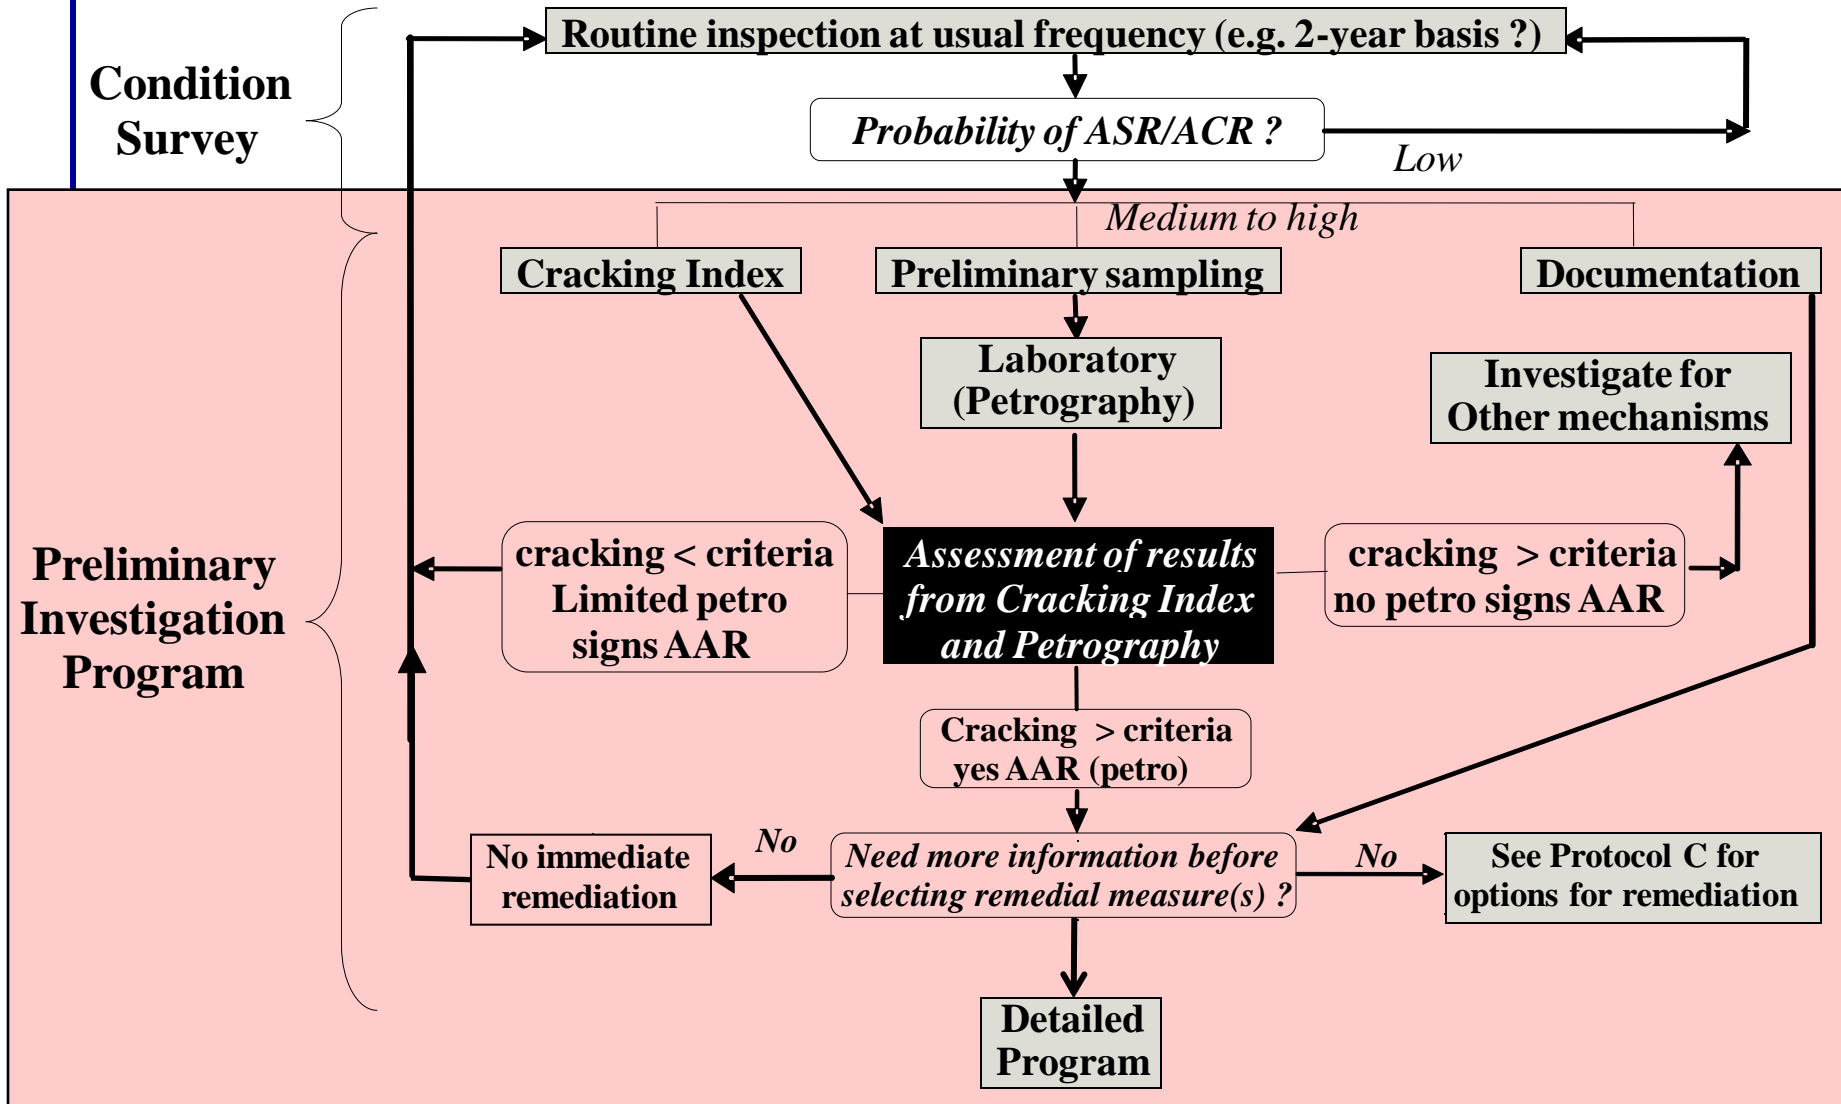 Routine inspection at usual frequency (e.g. 2-year basis ?)
Condition
Survey
Probability of ASR/ACR ?
Low
Medium to high
Cracking Index
Preliminary sampling
Documentation
Laboratory
(Petrography)
Investigate for
Other mechanisms
Preliminary
Investigation
Program
cracking < criteria
Limited petro
signs AAR
Assessment of results
from Cracking Index
and Petrography
cracking > criteria
no petro signs AAR
Cracking > criteria
yes AAR (petro)
No immediate
remediation
No
Need more information before
selecting remedial measure(s) ?
No
See Protocol C for
options for remediation
Detailed
Program